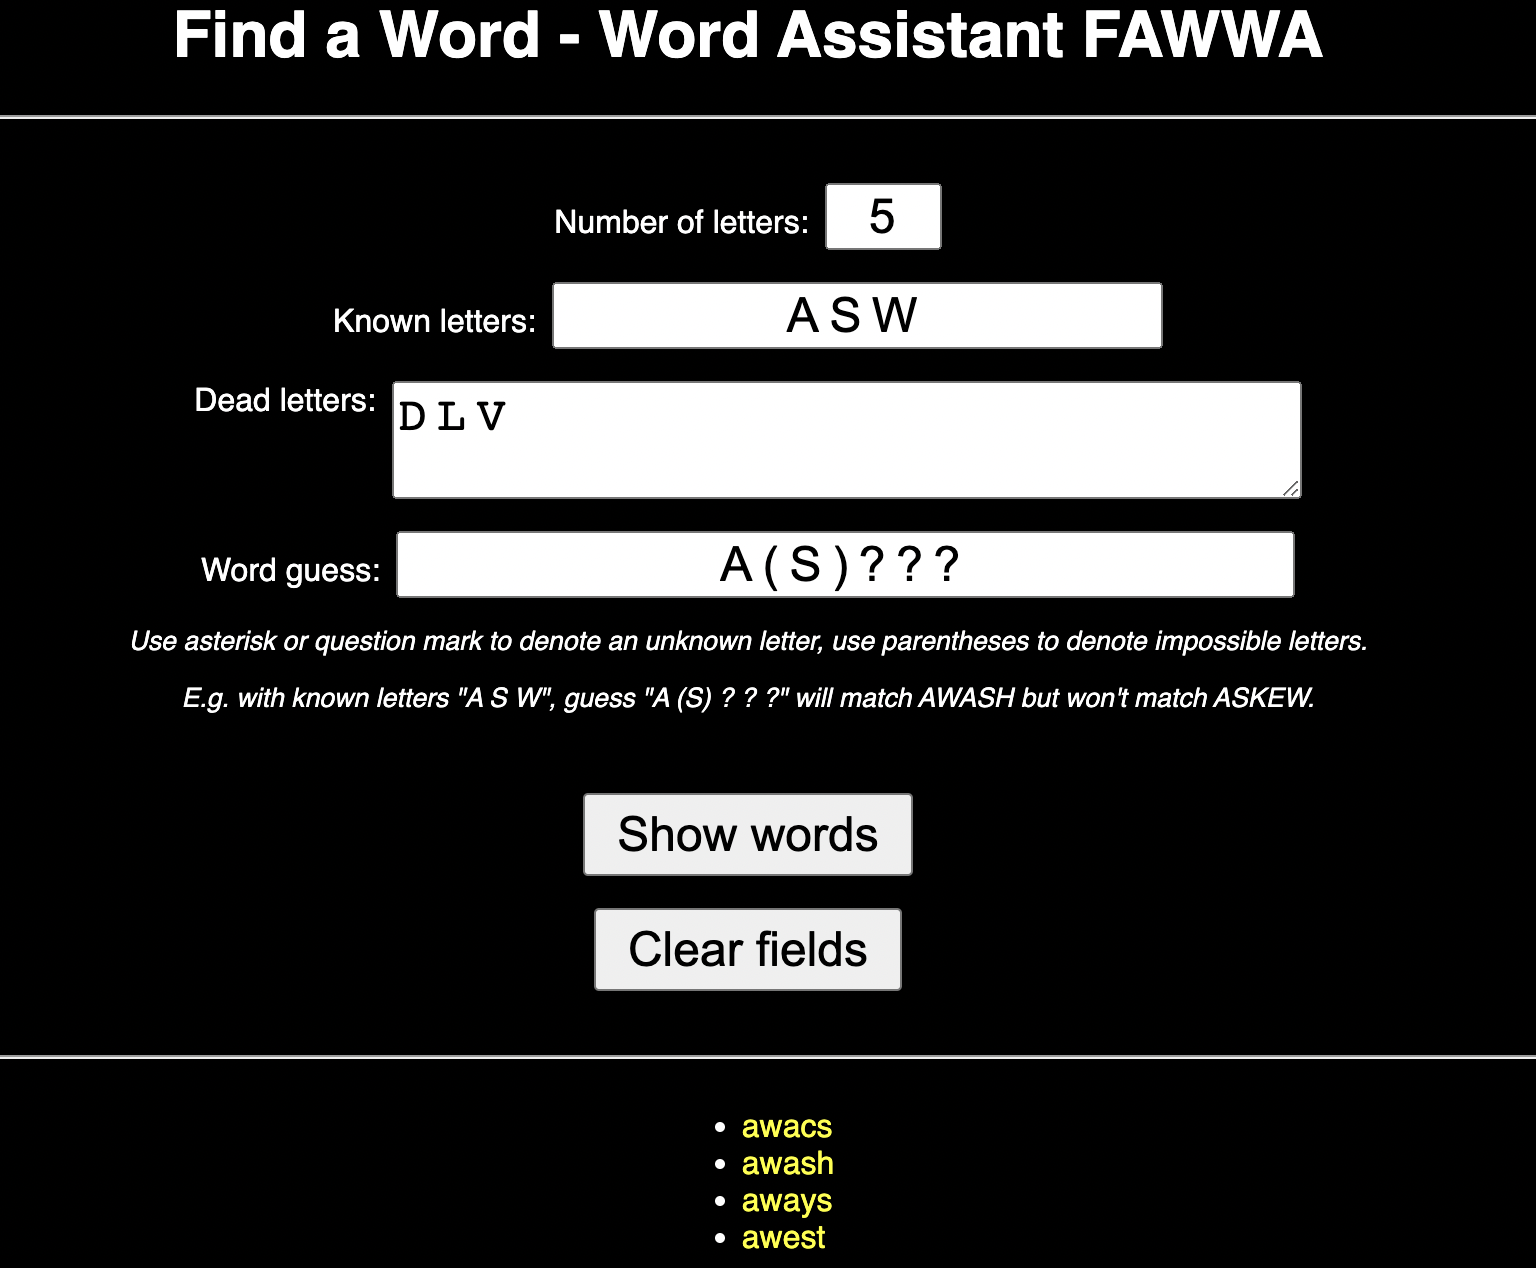 Find a Word - Word Assistant FAWWA
Number of letters: 5
Known letters: A S W
Dead letters: D L V
Word guess: A ( S ) ? ? ?
Use asterisk or question mark to denote an unknown letter, use parentheses to denote impossible letters.
E.g. with known letters "A S W", guess "A (S) ? ? ?" will match AWASH but won't match ASKEW.
Show words
Clear fields
• awacs
• awash
• aways
• awest